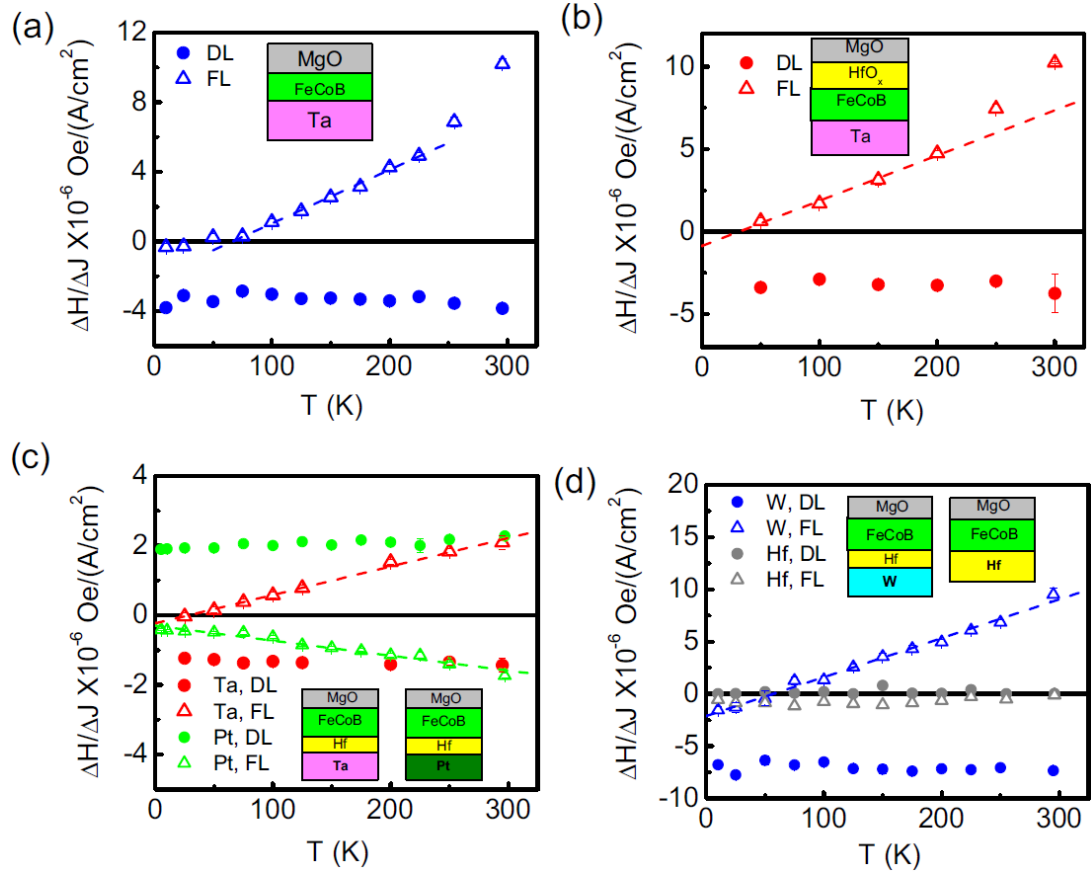 (a)
ΔH/ΔJ X10⁻⁶ Oe/(A/cm²)
12
8
4
0
-4
DL
FL
MgO
FeCoB
Ta
0 100 200 300
T (K)
(b)
ΔH/ΔJ X10⁻⁶ Oe/(A/cm²)
10
5
0
-5
DL
FL
MgO
HfOₓ
FeCoB
Ta
0 100 200 300
T (K)
(c)
ΔH/ΔJ X10⁻⁶ Oe/(A/cm²)
4
2
0
-2
-4
Ta, DL
Ta, FL
Pt, DL
Pt, FL
MgO
FeCoB
Hf
Ta
MgO
FeCoB
Hf
Pt
0 100 200 300
T (K)
(d)
ΔH/ΔJ X10⁻⁶ Oe/(A/cm²)
20
15
10
5
0
-5
-10
W, DL
W, FL
Hf, DL
Hf, FL
MgO
FeCoB
Hf
W
MgO
FeCoB
Hf
0 100 200 300
T (K)